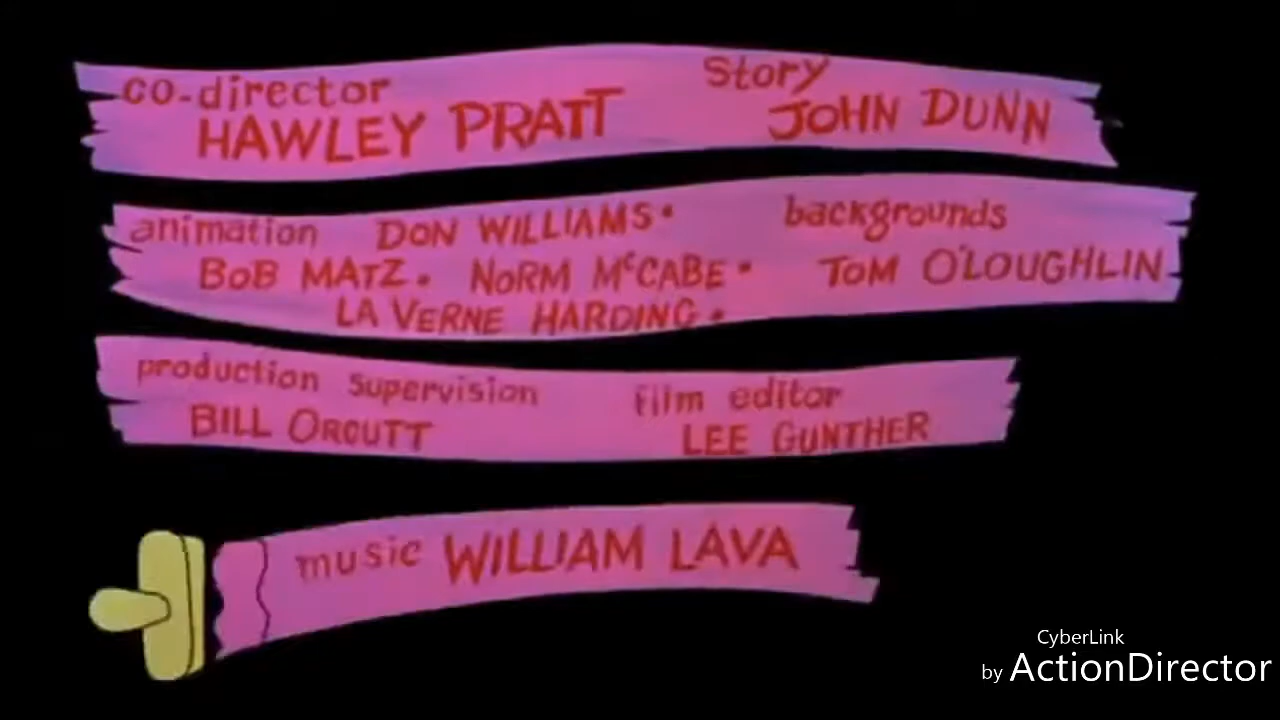 co-director
HAWLEY PRATT
Story
JOHN DUNN
animation DON WILLIAMS •
BOB MATZ • NORM McCABE •
LA VERNE HARDING •
backgrounds
TOM O'LOUGHLIN
production supervision
BILL ORCUTT
film editor
LEE GUNTHER
music WILLIAM LAVA
CyberLink
by ActionDirector